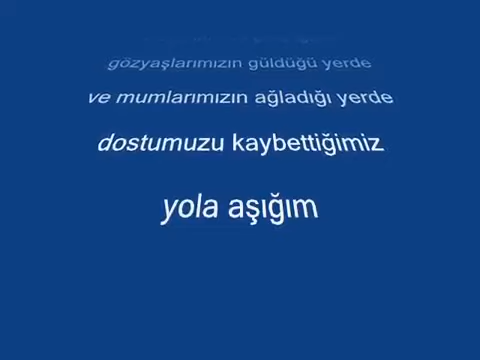 gözyaşlarımızın güldüğü yerde
ve mumlarımızın ağladığı yerde
dostumuzu kaybettiğimiz
yola aşığım